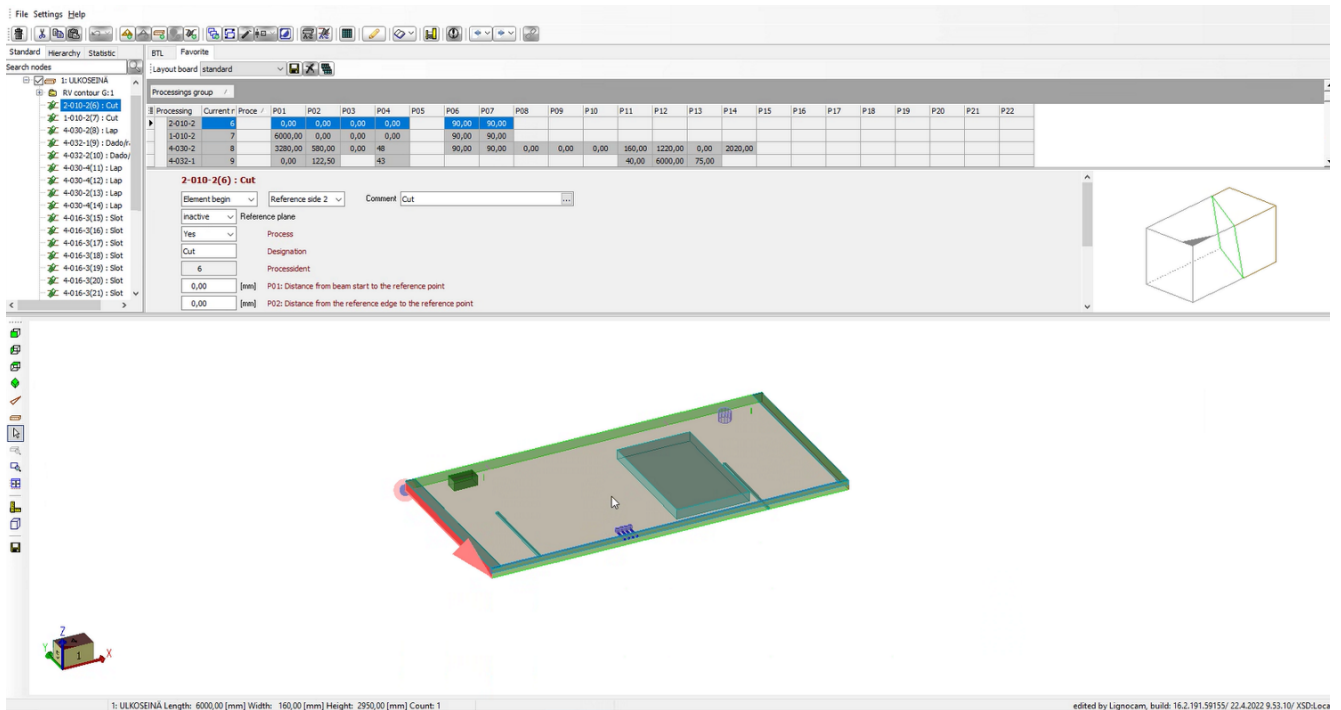 File Settings Help
Standard Hierarchy Statistic
BTL Favorite
Search nodes
Layout board standard
1: ULKOSEINÄ
RV contour G:1
2-010-2(6) : Cut
1-010-2(7) : Cut
4-030-2(8) : Lap
4-032-1(9) : Dado/r
4-032-2(10) : Dado/
4-030-4(11) : Lap
4-030-4(12) : Lap
4-030-2(13) : Lap
4-030-4(14) : Lap
4-016-3(15) : Slot
4-016-3(16) : Slot
4-016-3(17) : Slot
4-016-3(18) : Slot
4-016-3(19) : Slot
4-016-3(20) : Slot
4-016-3(21) : Slot
Processings group /
Processing Current r Proce / P01 P02 P03 P04 P05 P06 P07 P08 P09 P10 P11 P12 P13 P14 P15 P16 P17 P18 P19 P20 P21 P22
2-010-2 6 0,00 0,00 0,00 0,00 90,00 90,00
1-010-2 7 6000,00 0,00 0,00 0,00 90,00 90,00
4-030-2 8 3280,00 580,00 0,00 48 90,00 90,00 0,00 0,00 0,00 160,00 1220,00 0,00 2020,00
4-032-1 9 0,00 122,50 43 40,00 6000,00 75,00
2-010-2(6) : Cut
Element begin Reference side 2 Comment Cut ...
inactive Reference plane
Yes Process
Cut Designation
6 Processident
0,00 [mm] P01: Distance from beam start to the reference point
0,00 [mm] P02: Distance from the reference edge to the reference point
Z
Y
1
X
1: ULKOSEINÄ Length: 6000,00 [mm] Width: 160,00 [mm] Height: 2950,00 [mm] Count: 1
edited by Lignocam, build: 16.2.191.59155/ 22.4.2022 9.53.10/ XSD:Loca